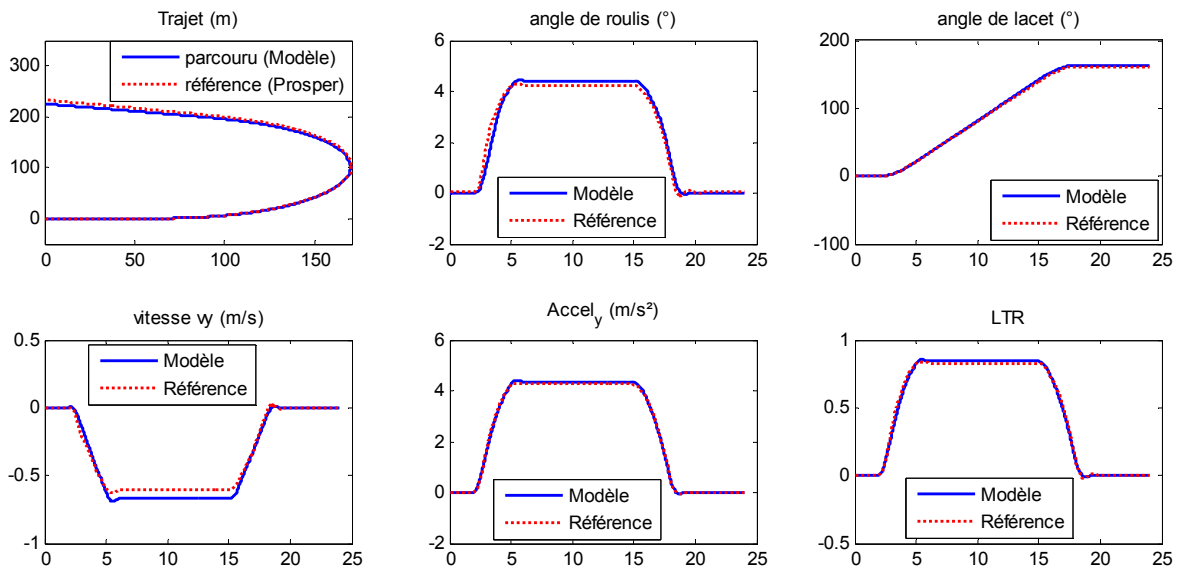 Trajet (m)
300
200
100
0
0 50 100 150
parcouru (Modèle)
référence (Prosper)
angle de roulis (°)
6
4
2
0
2
0 5 10 15 20 25
Modèle
Référence
angle de lacet (°)
200
100
0
-100
0 5 10 15 20 25
Modèle
Référence
vitesse vy (m/s)
0.5
0
-0.5
-1
0 5 10 15 20 25
Modèle
Référence
Accel_y (m/s²)
6
4
2
0
2
0 5 10 15 20 25
Modèle
Référence
LTR
1
0.5
0
-0.5
0 5 10 15 20 25
Modèle
Référence